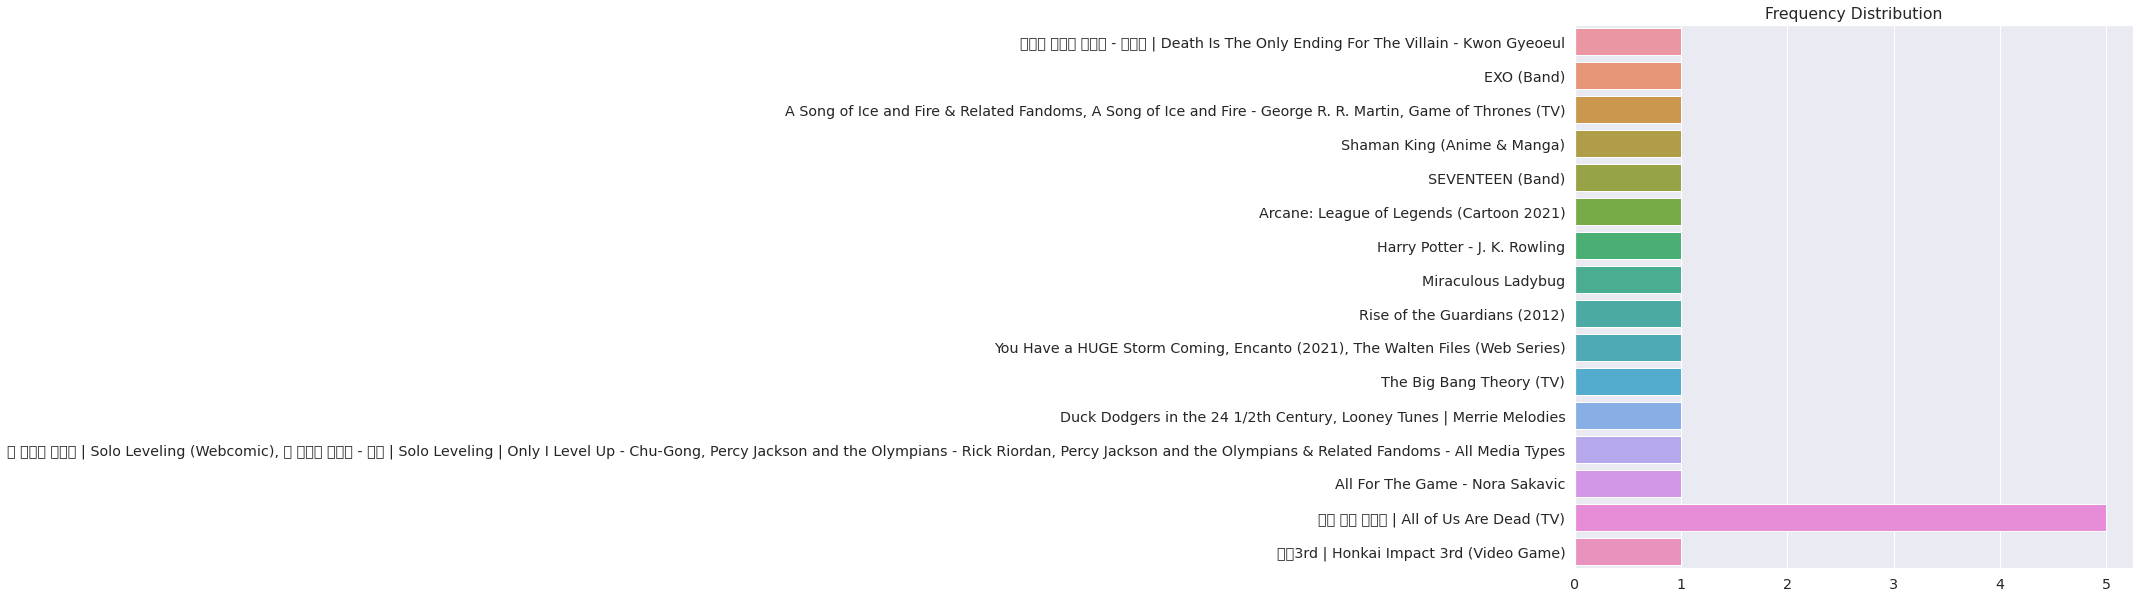 Frequency Distribution
| Death Is The Only Ending For The Villain - Kwon Gyeoeul
EXO (Band)
A Song of Ice and Fire & Related Fandoms, A Song of Ice and Fire - George R. R. Martin, Game of Thrones (TV)
Shaman King (Anime & Manga)
SEVENTEEN (Band)
Arcane: League of Legends (Cartoon 2021)
Harry Potter - J. K. Rowling
Miraculous Ladybug
Rise of the Guardians (2012)
You Have a HUGE Storm Coming, Encanto (2021), The Walten Files (Web Series)
The Big Bang Theory (TV)
Duck Dodgers in the 24 1/2th Century, Looney Tunes | Merrie Melodies
| Solo Leveling (Webcomic), - | Solo Leveling | Only I Level Up - Chu-Gong, Percy Jackson and the Olympians - Rick Riordan, Percy Jackson and the Olympians & Related Fandoms - All Media Types
All For The Game - Nora Sakavic
| All of Us Are Dead (TV)
3rd | Honkai Impact 3rd (Video Game)
0 1 2 3 4 5